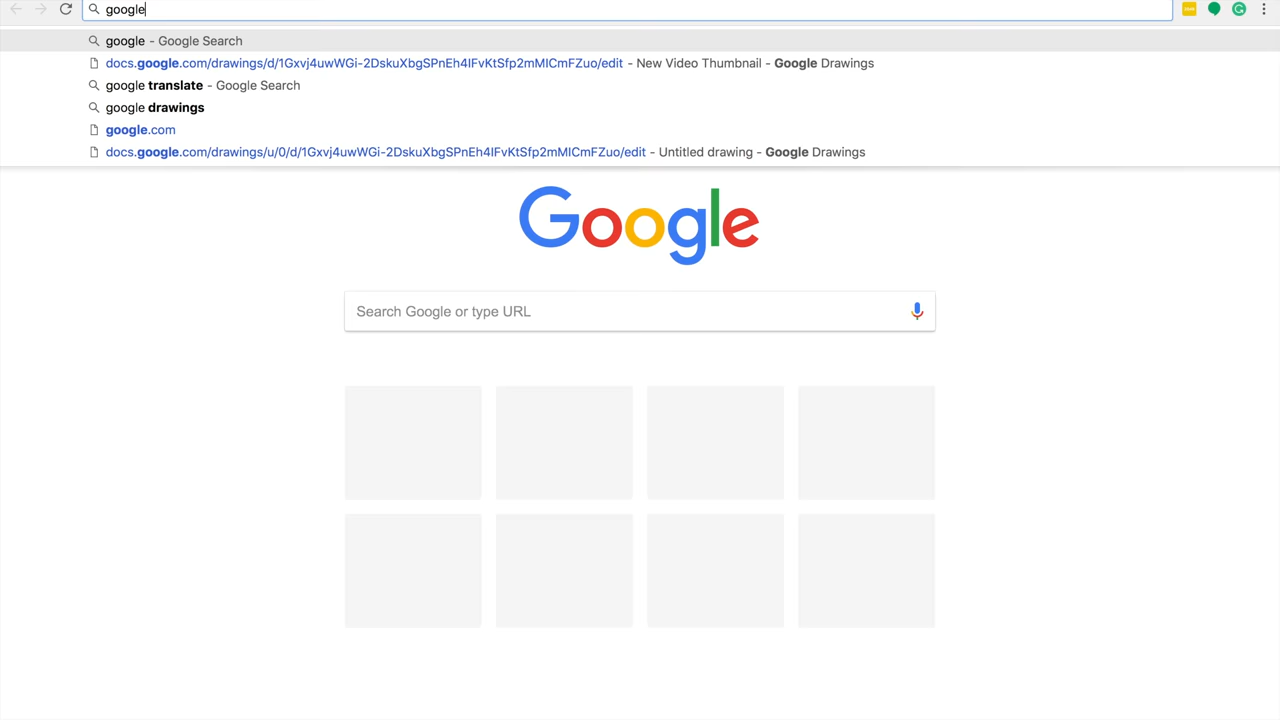 google
google - Google Search
docs.google.com/drawings/d/1Gxvj4uwWGi-2DskuXbgSPnEh4IFvKtSfp2mMICmFZuo/edit - New Video Thumbnail - Google Drawings
google translate - Google Search
google drawings
google.com
docs.google.com/drawings/u/0/d/1Gxvj4uwWGi-2DskuXbgSPnEh4IFvKtSfp2mMICmFZuo/edit - Untitled drawing - Google Drawings
Google
Search Google or type URL